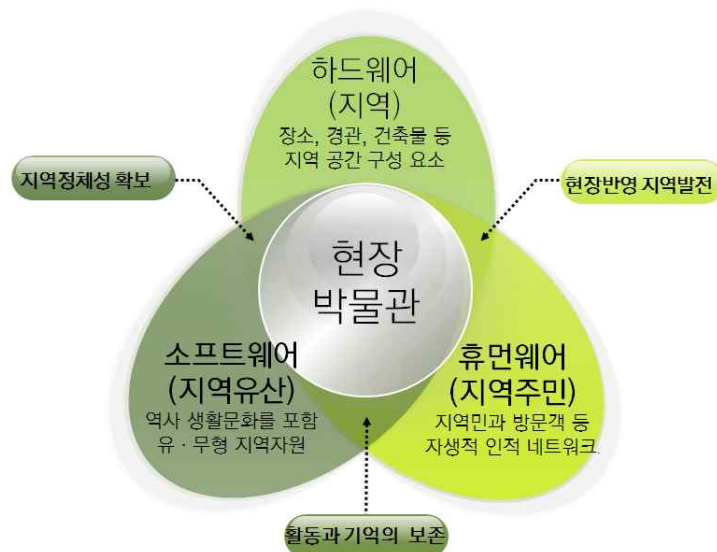 하드웨어
(지역)
장소, 경관, 건축물 등
지역 공간 구성 요소
지역정체성 확보
현장반영 지역발전
현장
박물관
소프트웨어
(지역유산)
역사 생활문화를 포함
유 · 무형 지역자원
휴먼웨어
(지역주민)
지역민과 방문객 등
자생적 인적 네트워크.
활동과 기억의 보존